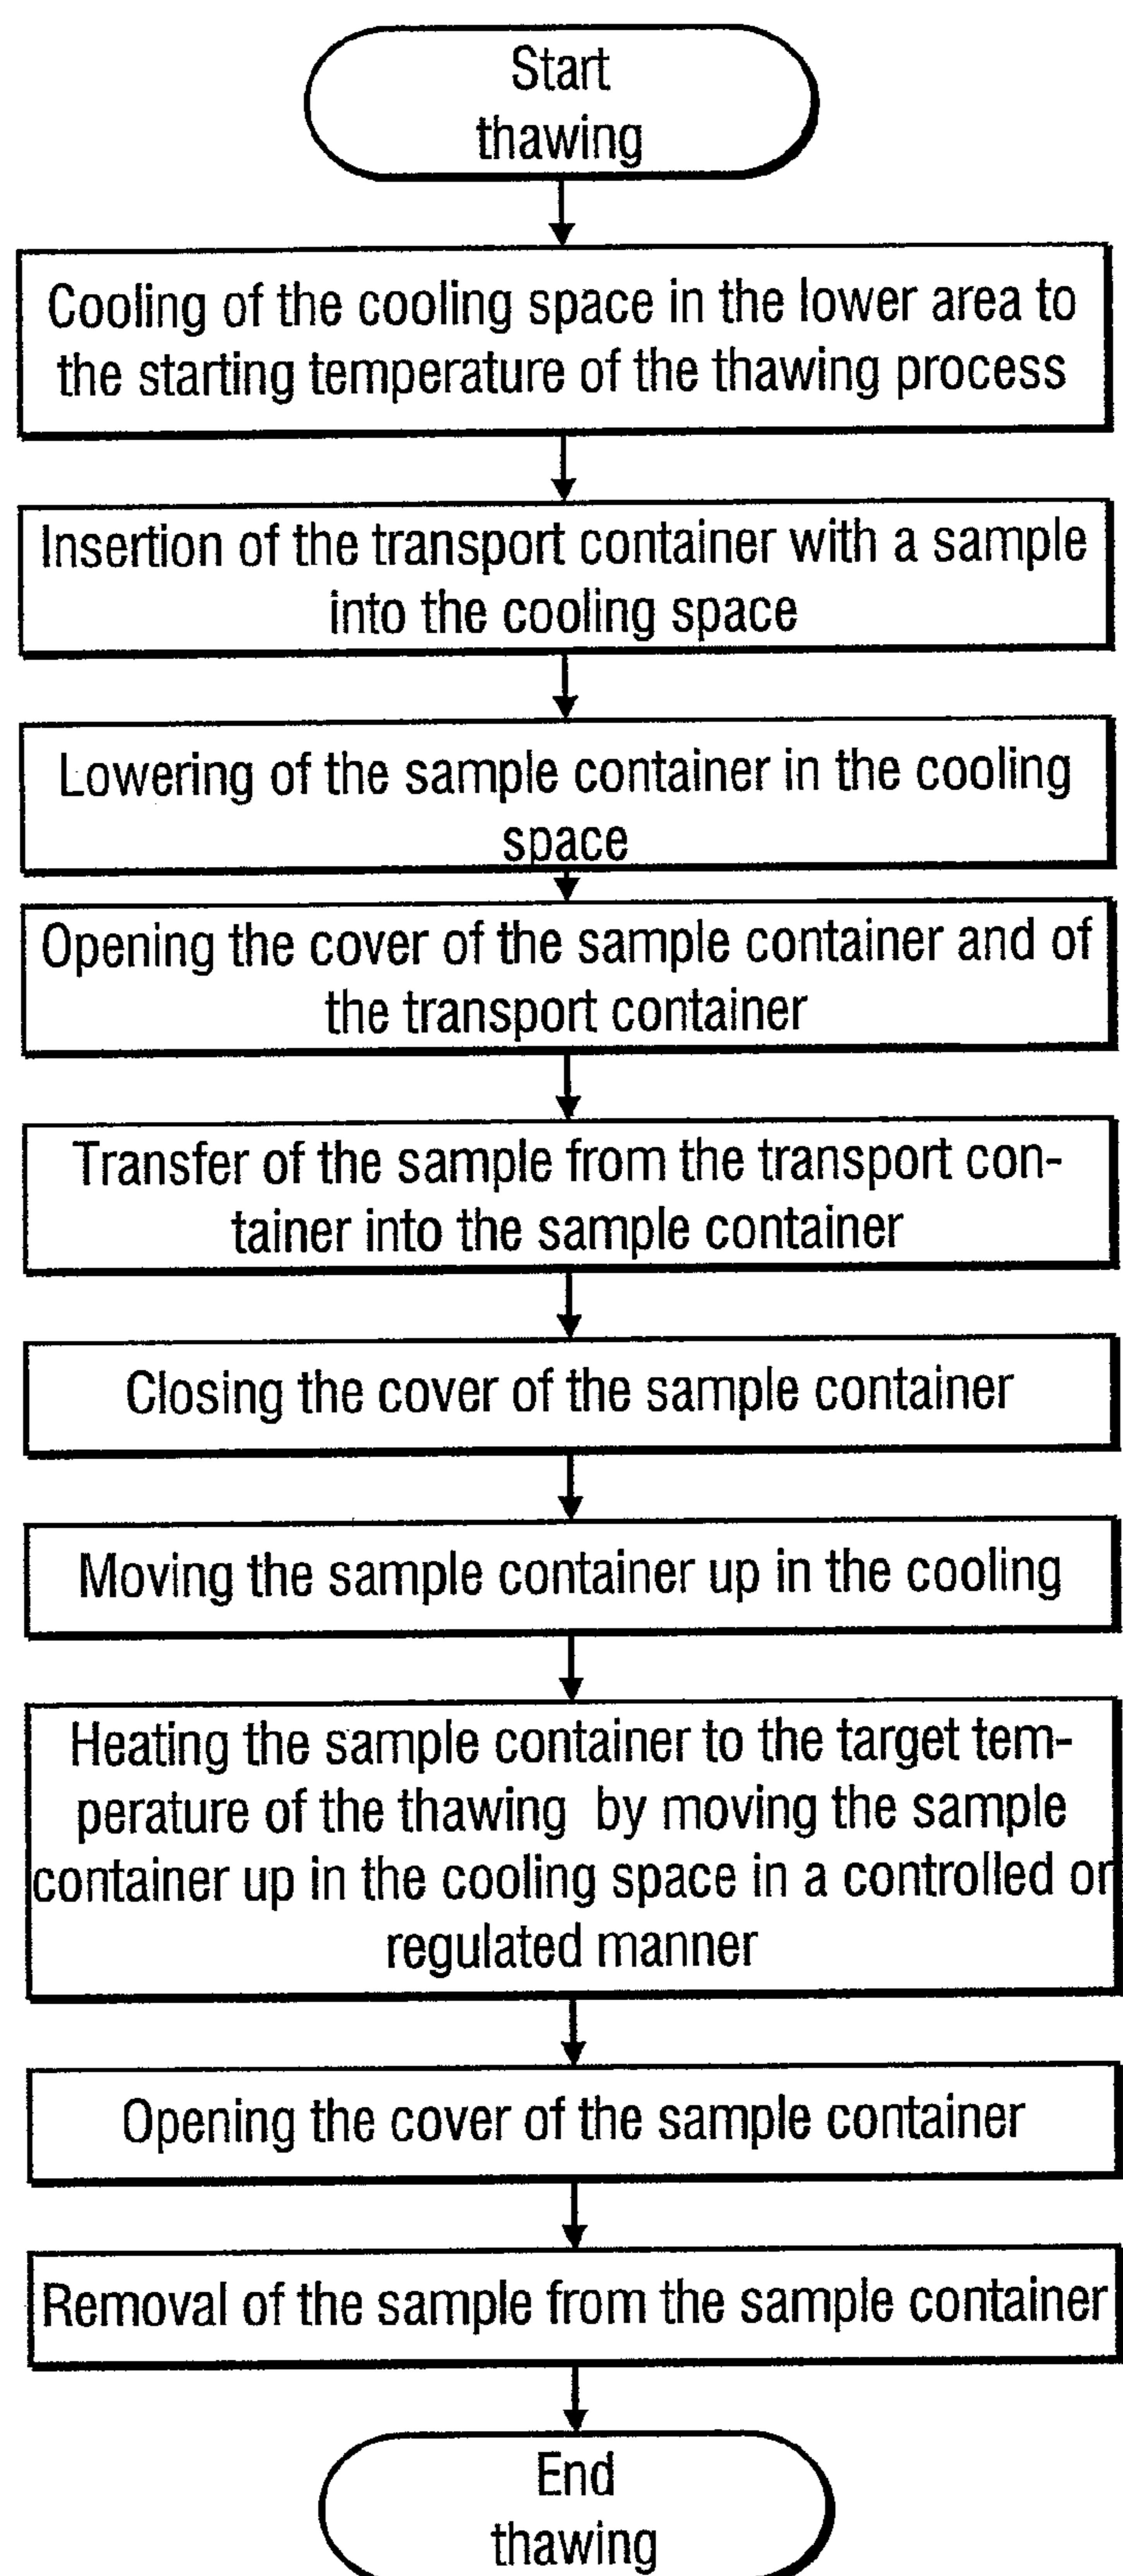 Start
thawing
Cooling of the cooling space in the lower area to
the starting temperature of the thawing process
Insertion of the transport container with a sample
into the cooling space
Lowering of the sample container in the cooling
space
Opening the cover of the sample container and of
the transport container
Transfer of the sample from the transport con-
tainer into the sample container
Closing the cover of the sample container
Moving the sample container up in the cooling
Heating the sample container to the target tem-
perature of the thawing by moving the sample
container up in the cooling space in a controlled or
regulated manner
Opening the cover of the sample container
Removal of the sample from the sample container
End
thawing